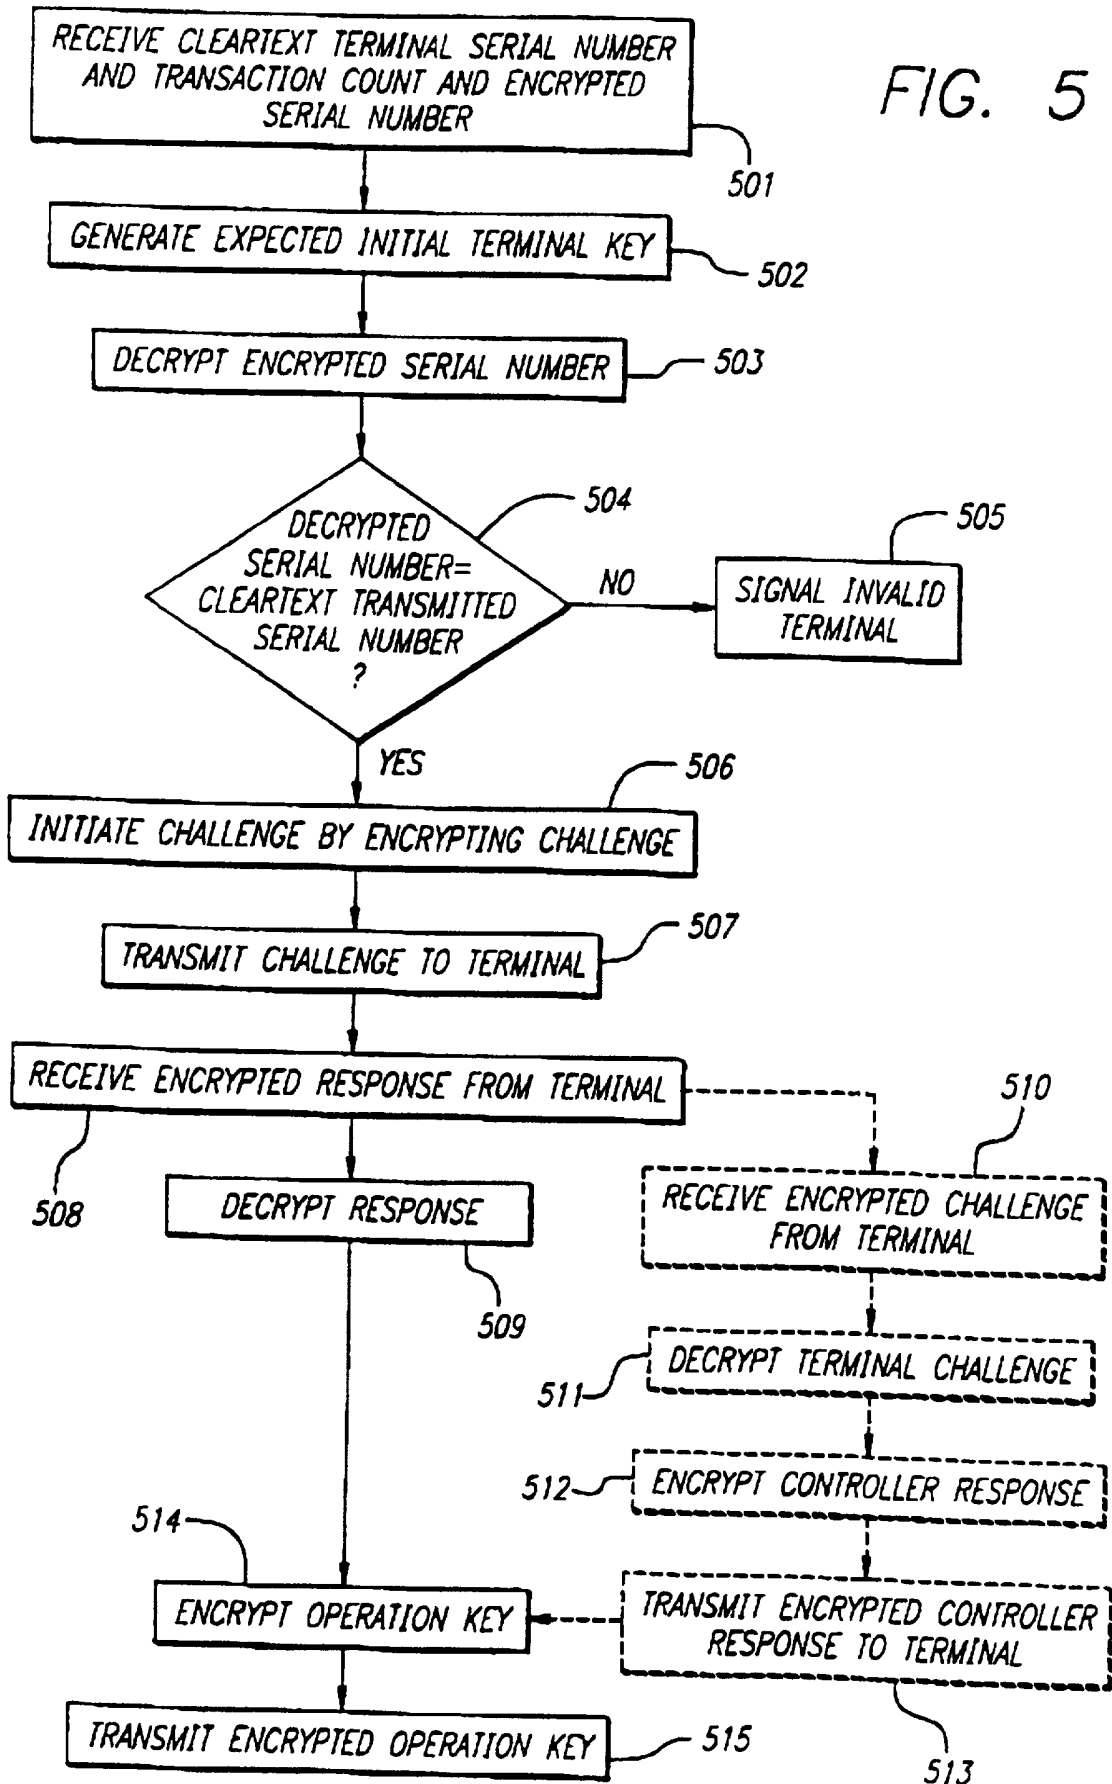 RECEIVE CLEARTEXT TERMINAL SERIAL NUMBER
AND TRANSACTION COUNT AND ENCRYPTED
SERIAL NUMBER
FIG. 5
501
GENERATE EXPECTED INITIAL TERMINAL KEY
502
DECRYPT ENCRYPTED SERIAL NUMBER
503
DECRYPTED
SERIAL NUMBER=
CLEARTEXT TRANSMITTED
SERIAL NUMBER
?
504
NO
505
SIGNAL INVALID
TERMINAL
YES
506
INITIATE CHALLENGE BY ENCRYPTING CHALLENGE
507
TRANSMIT CHALLENGE TO TERMINAL
RECEIVE ENCRYPTED RESPONSE FROM TERMINAL
508
DECRYPT RESPONSE
509
510
RECEIVE ENCRYPTED CHALLENGE
FROM TERMINAL
511
DECRYPT TERMINAL CHALLENGE
512
ENCRYPT CONTROLLER RESPONSE
514
ENCRYPT OPERATION KEY
TRANSMIT ENCRYPTED CONTROLLER
RESPONSE TO TERMINAL
513
TRANSMIT ENCRYPTED OPERATION KEY
515